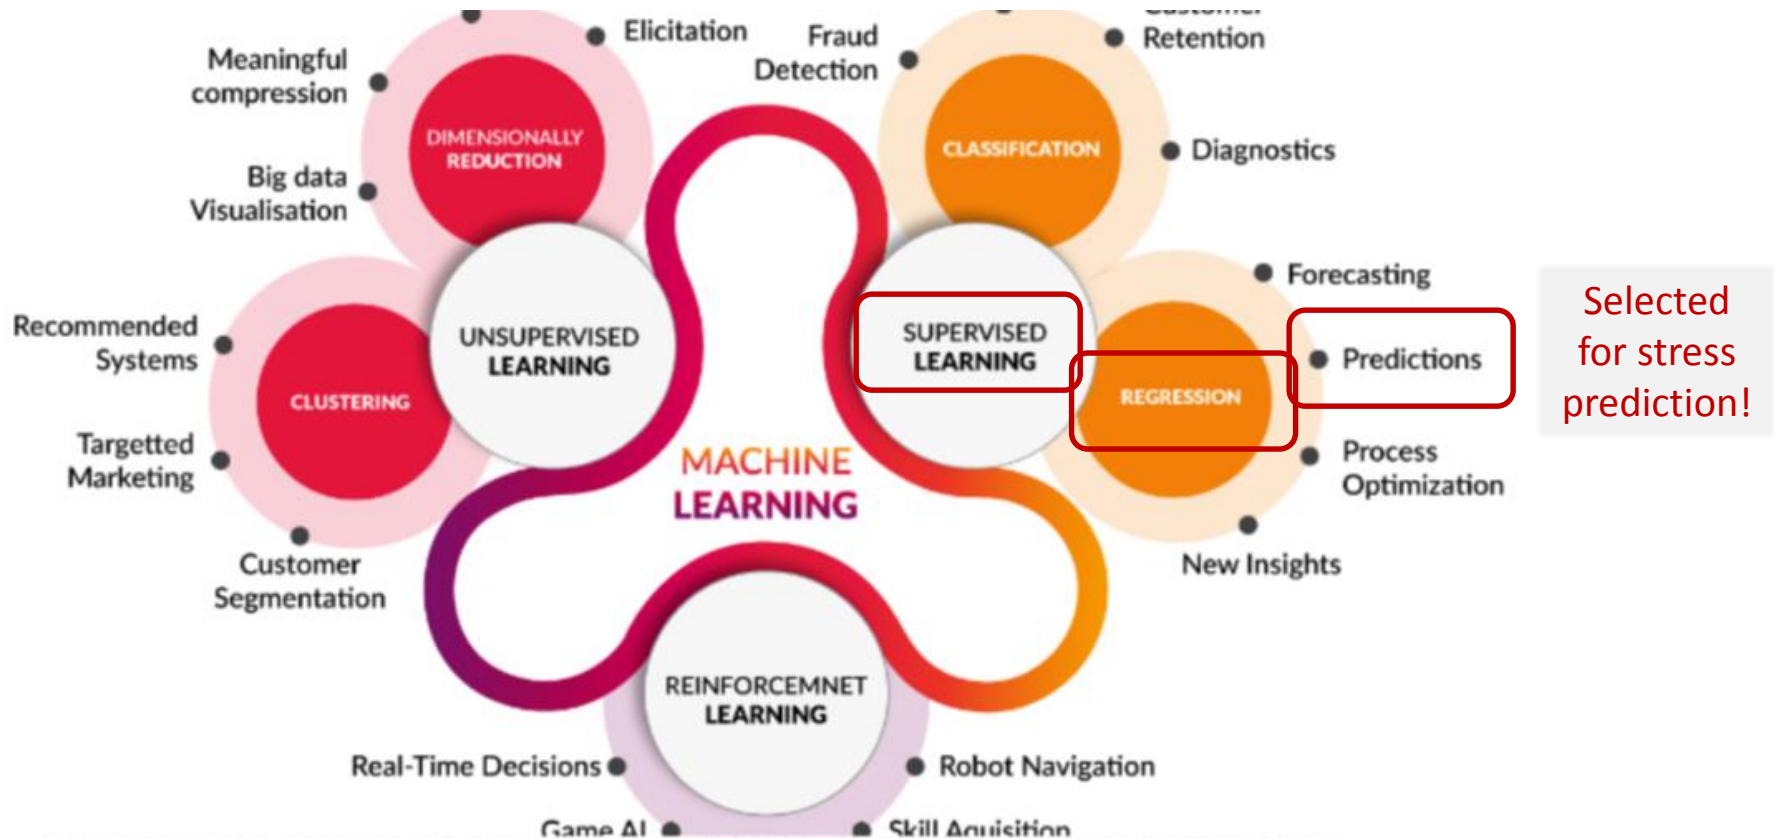 Elicitation
Meaningful
compression
DIMENSIONALLY
REDUCTION
Big data
Visualisation
Fraud
Detection
Customer
Retention
CLASSIFICATION
Diagnostics
Recommended
Systems
CLUSTERING
Targetted
Marketing
Customer
Segmentation
UNSUPERVISED
LEARNING
SUPERVISED
LEARNING
REGRESSION
Forecasting
Predictions
Process
Optimization
New Insights
Selected
for stress
prediction!
MACHINE
LEARNING
REINFORCEMNET
LEARNING
Real-Time Decisions
Robot Navigation
Game AI
Skill Aquisition